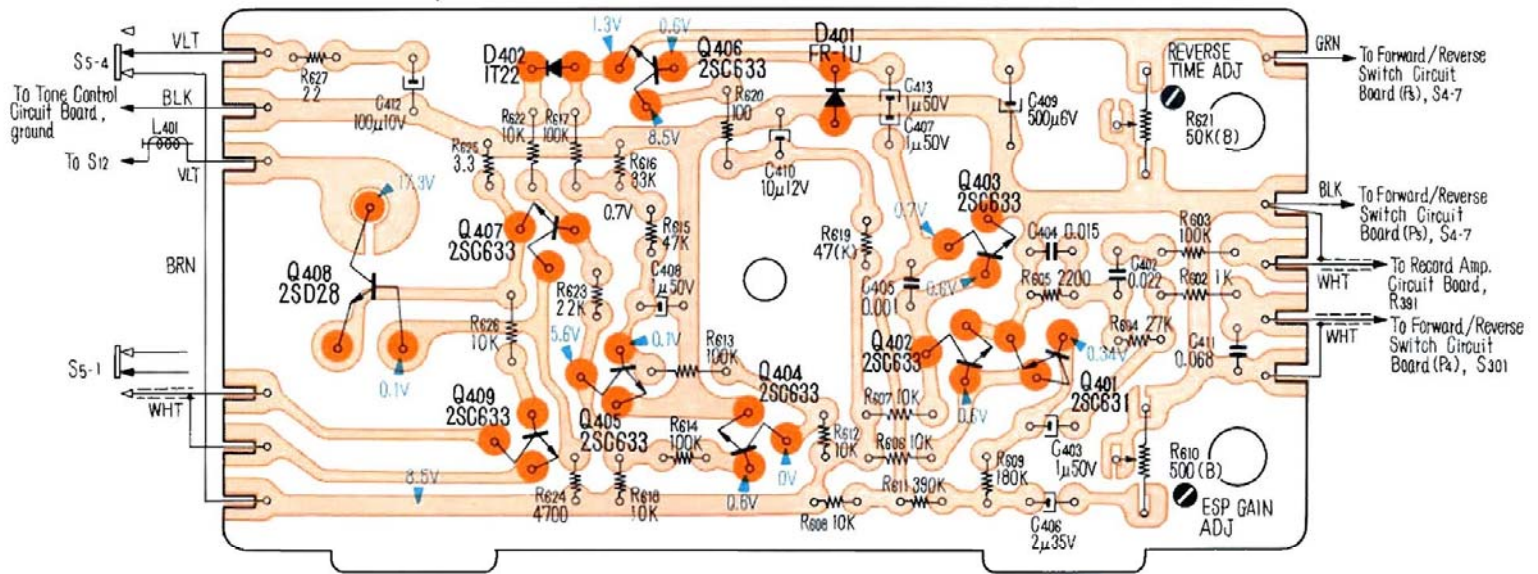 S5-4
VLT
To Tone Control
Circuit Board,
ground
BLK
L401
To S12
VLT
BRN
S5-1
WHT
R627
22
C412
100μ10V
D402
1T22
1.3V
0.6V
Q406
2SC633
8.5V
R620
100
D401
FR-1U
C413
1μ50V
C407
1μ50V
C409
500μ6V
REVERSE
TIME ADJ
R621
50K(B)
GRN
To Forward/Reverse
Switch Circuit
Board (P5), S4-7
R622
10K
R617
100K
R625
3.3
R616
33K
C410
10μ12V
17.3V
Q407
2SC633
0.7V
R615
47K
R619
47(K)
0.7V
Q403
2SC633
C404
0.015
R603
100K
BLK
To Forward/Reverse
Switch Circuit
Board(P5), S4-7
Q408
2SD28
R623
2.2K
C408
1μ50V
C405
0.001
0.6V
R605
2200
C402
0.022
R602
1K
WHT
To Record Amp.
Circuit Board,
R391
R626
10K
5.6V
0.1V
R613
100K
Q402
2SC633
0.34V
R604
27K
C411
0.068
WHT
To Forward/Reverse
Switch Circuit
Board(P4), S301
0.1V
Q409
2SC633
Q405
2SC633
Q404
2SC633
R607
10K
0.6V
Q401
2SC631
R614
100K
R612
10K
R606
10K
C403
1μ50V
R610
500(B)
8.5V
R624
4700
R618
10K
0.6V
0V
R608
10K
R611
390K
R609
180K
C406
2μ35V
ESP GAIN
ADJ